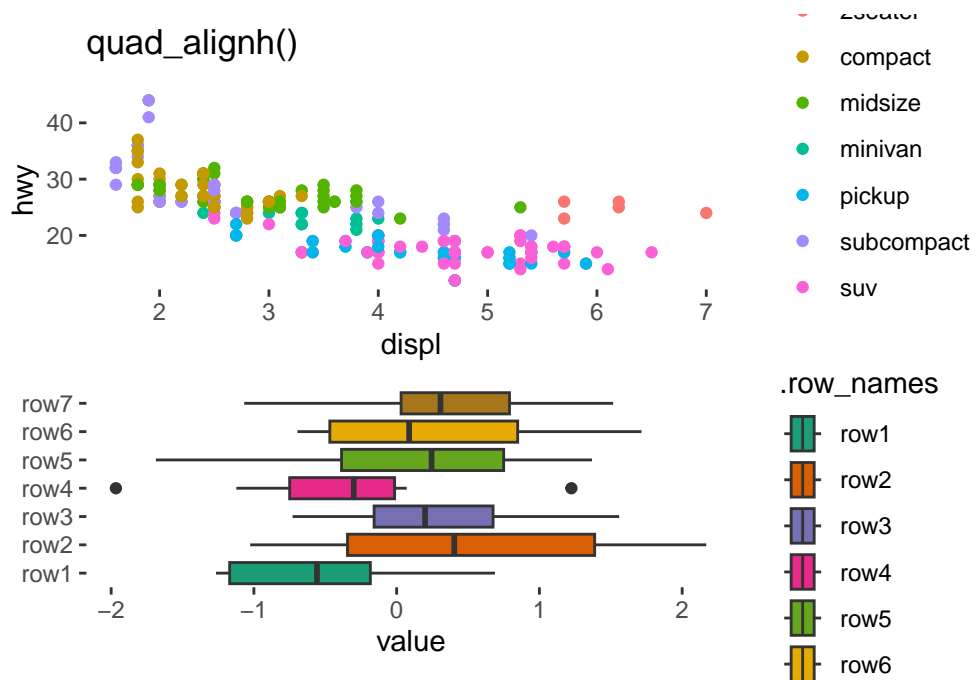 quad_alignh()
hwy
40
30
20
2 3 4 5 6 7
displ
compact
midsize
minivan
pickup
subcompact
suv
row7
row6
row5
row4
row3
row2
row1
−2 −1 0 1 2
value
.row_names
row1
row2
row3
row4
row5
row6